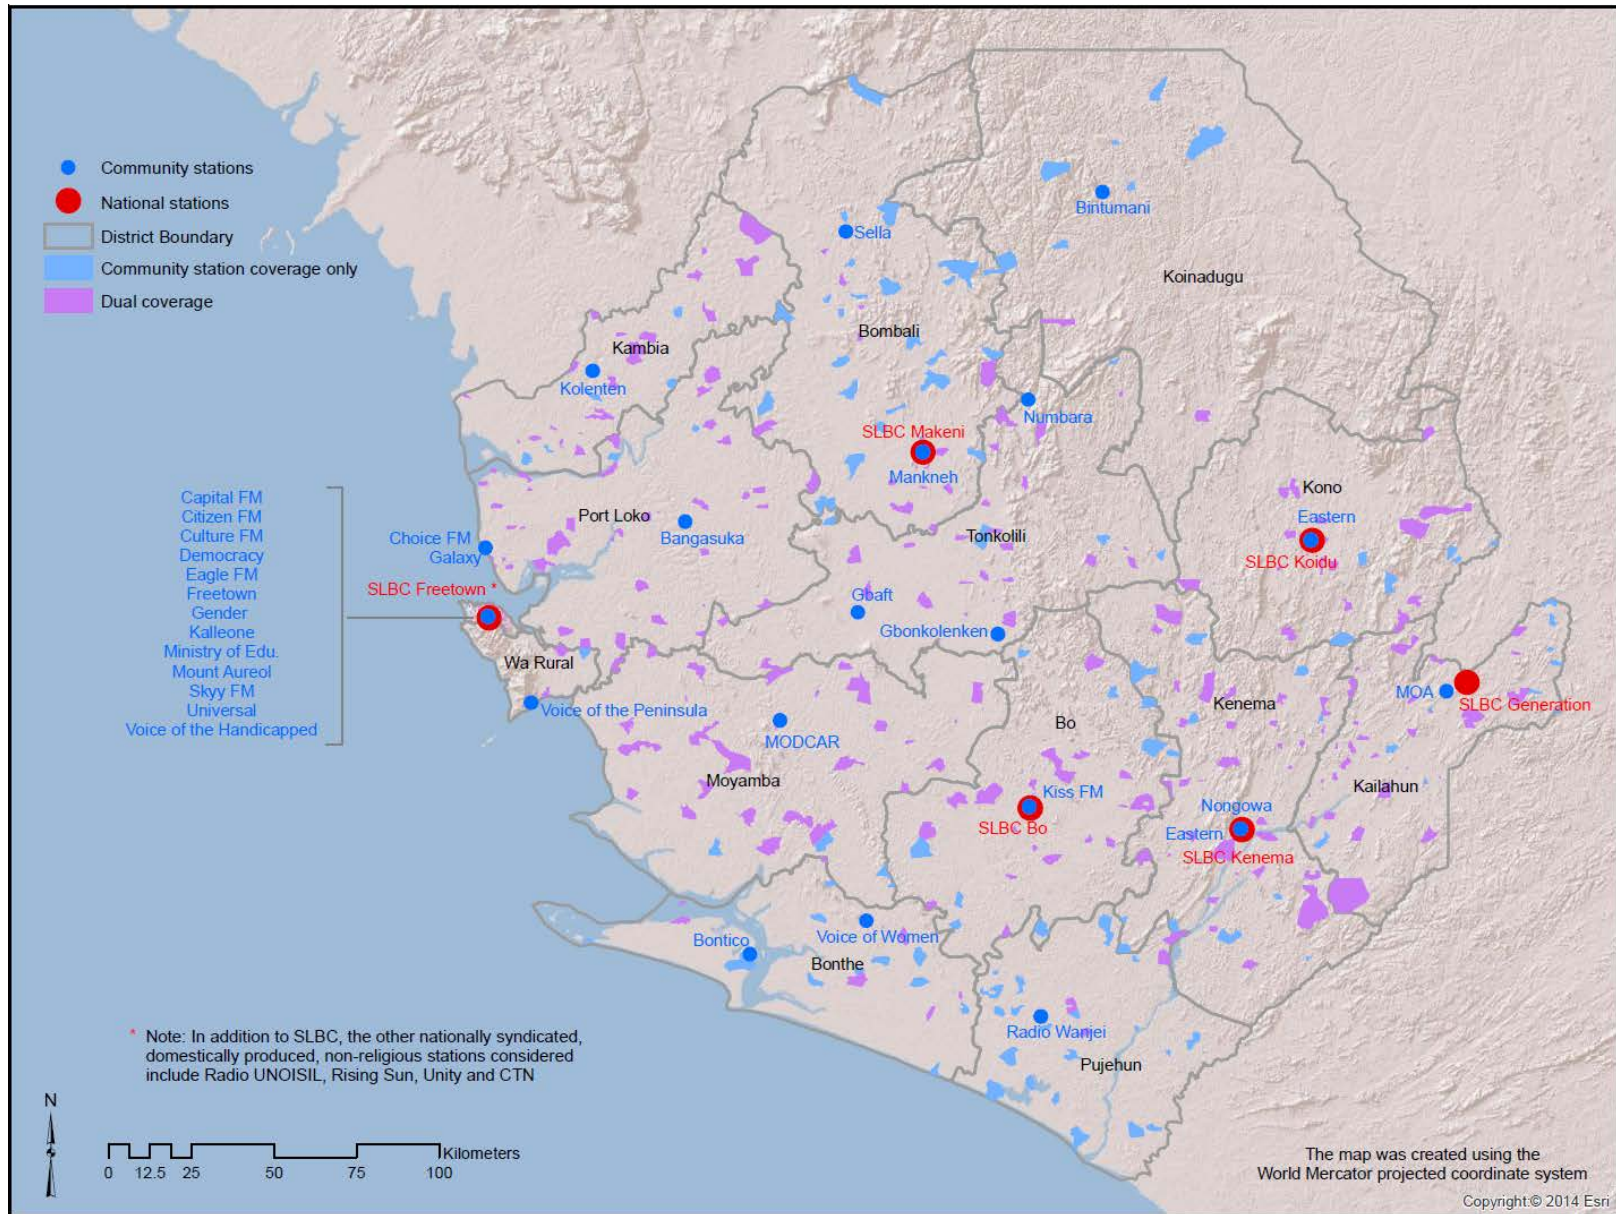 Community stations
National stations
District Boundary
Community station coverage only
Dual coverage
Bintumani
Sella
Koinadugu
Bombali
Kambia
Kolenten
Numbara
SLBC Makeni
Mankneh
Kono
Eastern
SLBC Koidu
Capital FM
Citizen FM
Culture FM
Democracy
Eagle FM
Freetown
Gender
Kalleone
Ministry of Edu.
Mount Aureol
Skyy FM
Universal
Voice of the Handicapped
Port Loko
Bangasuka
Choice FM
Galaxy
SLBC Freetown *
Tonkolili
Gbaft
Gbonkolenken
Wa Rural
Voice of the Peninsula
MODCAR
Moyamba
Bo
Kenema
MOA
SLBC Generation
Kailahun
Kiss FM
SLBC Bo
Nongowa
Eastern
SLBC Kenema
Voice of Women
Bontico
Bonthe
Radio Wanjei
Pujehun
* Note: In addition to SLBC, the other nationally syndicated,
domestically produced, non-religious stations considered
include Radio UNOISIL, Rising Sun, Unity and CTN
N
Kilometers
0 12.5 25 50 75 100
The map was created using the
World Mercator projected coordinate system
Copyright:© 2014 Esri